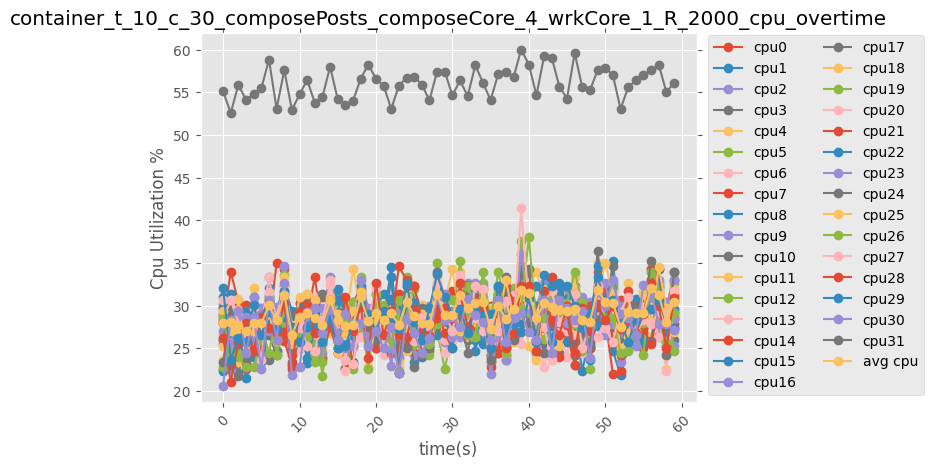 container_t_10_c_30_composePosts_composeCore_4_wrkCore_1_R_2000_cpu_overtime
Cpu Utilization %
60
55
50
45
40
35
30
25
20
0
10
20
30
40
50
60
time(s)
cpu0
cpu1
cpu2
cpu3
cpu4
cpu5
cpu6
cpu7
cpu8
cpu9
cpu10
cpu11
cpu12
cpu13
cpu14
cpu15
cpu16
cpu17
cpu18
cpu19
cpu20
cpu21
cpu22
cpu23
cpu24
cpu25
cpu26
cpu27
cpu28
cpu29
cpu30
cpu31
avg cpu